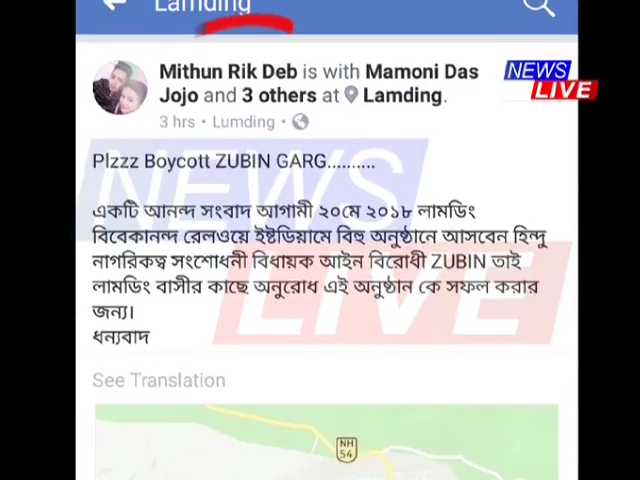 Lamding
Mithun Rik Deb is with Mamoni Das
Jojo and 3 others at Lamding.
3 hrs • Lumding •
NEWS
LIVE
Plzzz Boycott ZUBIN GARG..........
একটি আনন্দ সংবাদ আগামী ২০মে ২০১৮ লামডিং
বিবেকানন্দ রেলওয়ে ইষ্টডিয়ামে বিহু অনুষ্ঠানে আসবেন হিন্দু
নাগরিকত্ব সংশোধনী বিধায়ক আইন বিরোধী ZUBIN তাই
লামডিং বাসীর কাছে অনুরোধ এই অনুষ্ঠান কে সফল করার
জন্য।
ধন্যবাদ
NEWS
LIVE
See Translation
NH
54